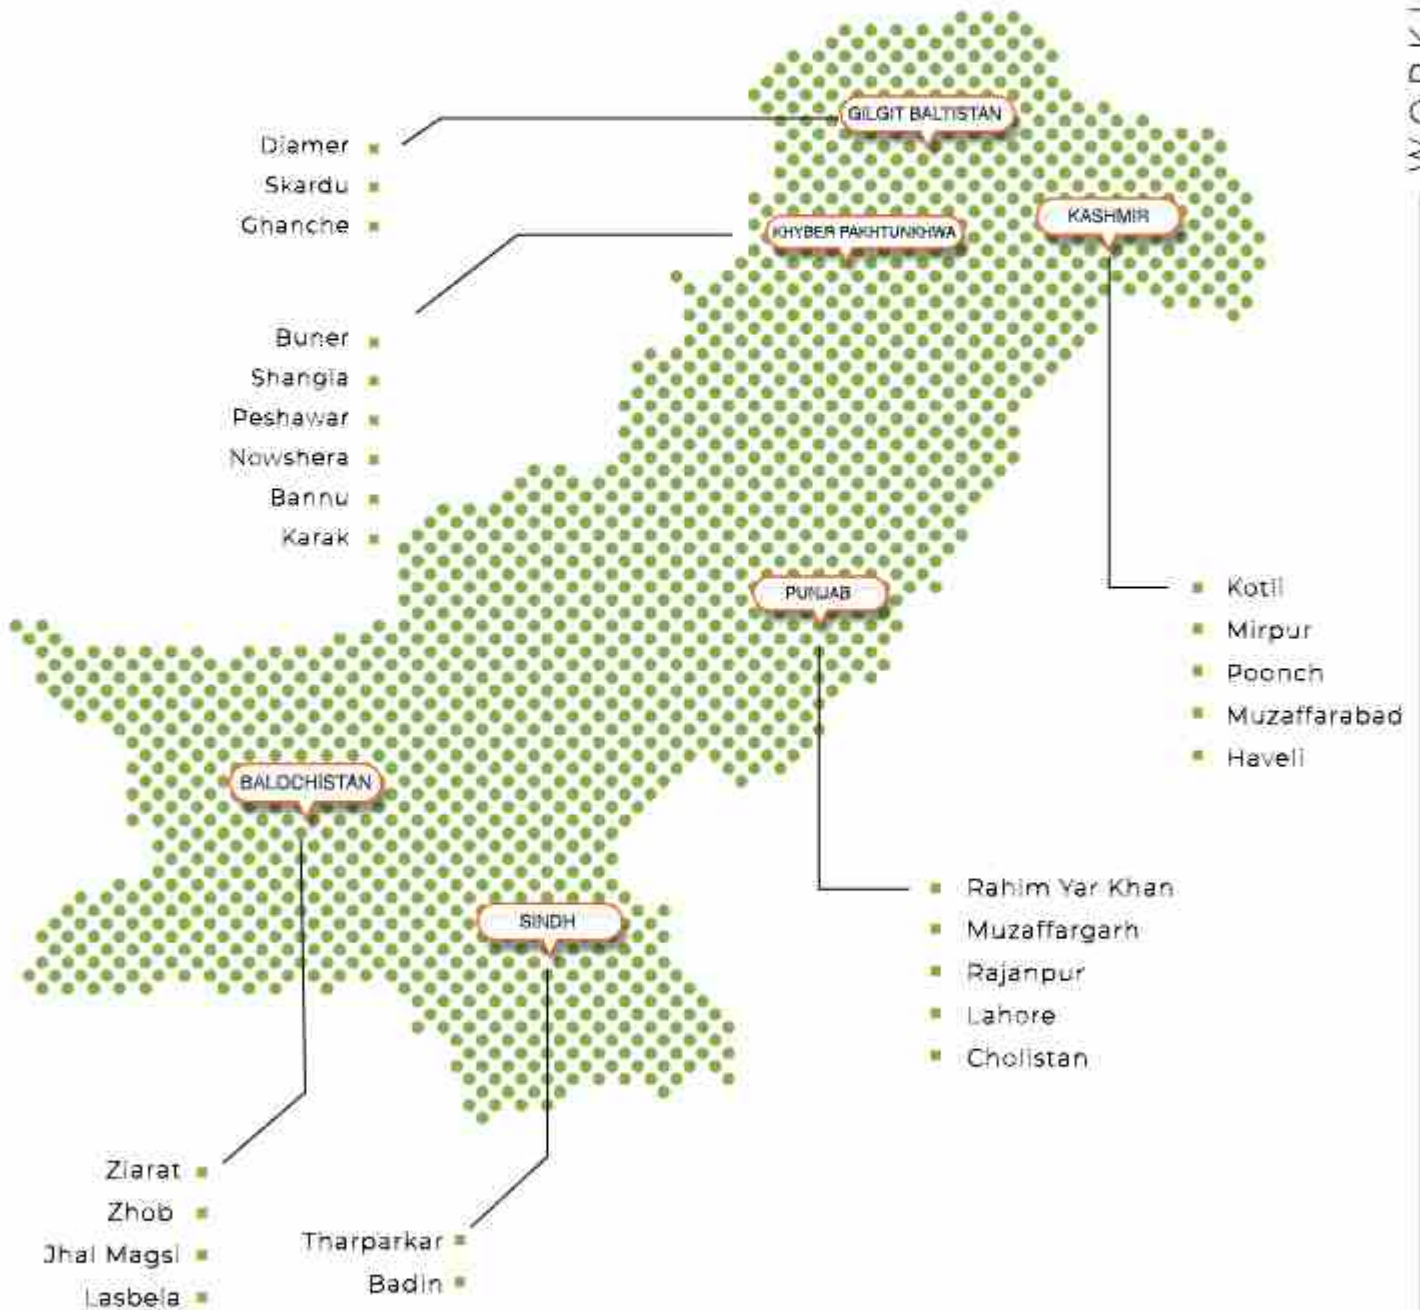 GILGIT BALTISTAN
Diamer
Skardu
Ghanche
KHYBER PAKHTUNKHWA
Buner
Shangla
Peshawar
Nowshera
Bannu
Karak
KASHMIR
Kotli
Mirpur
Poonch
Muzaffarabad
Haveli
PUNJAB
Rahim Yar Khan
Muzaffargarh
Rajanpur
Lahore
Cholistan
BALOCHISTAN
Ziarat
Zhob
Jhal Magsi
Lasbela
SINDH
Tharparkar
Badin